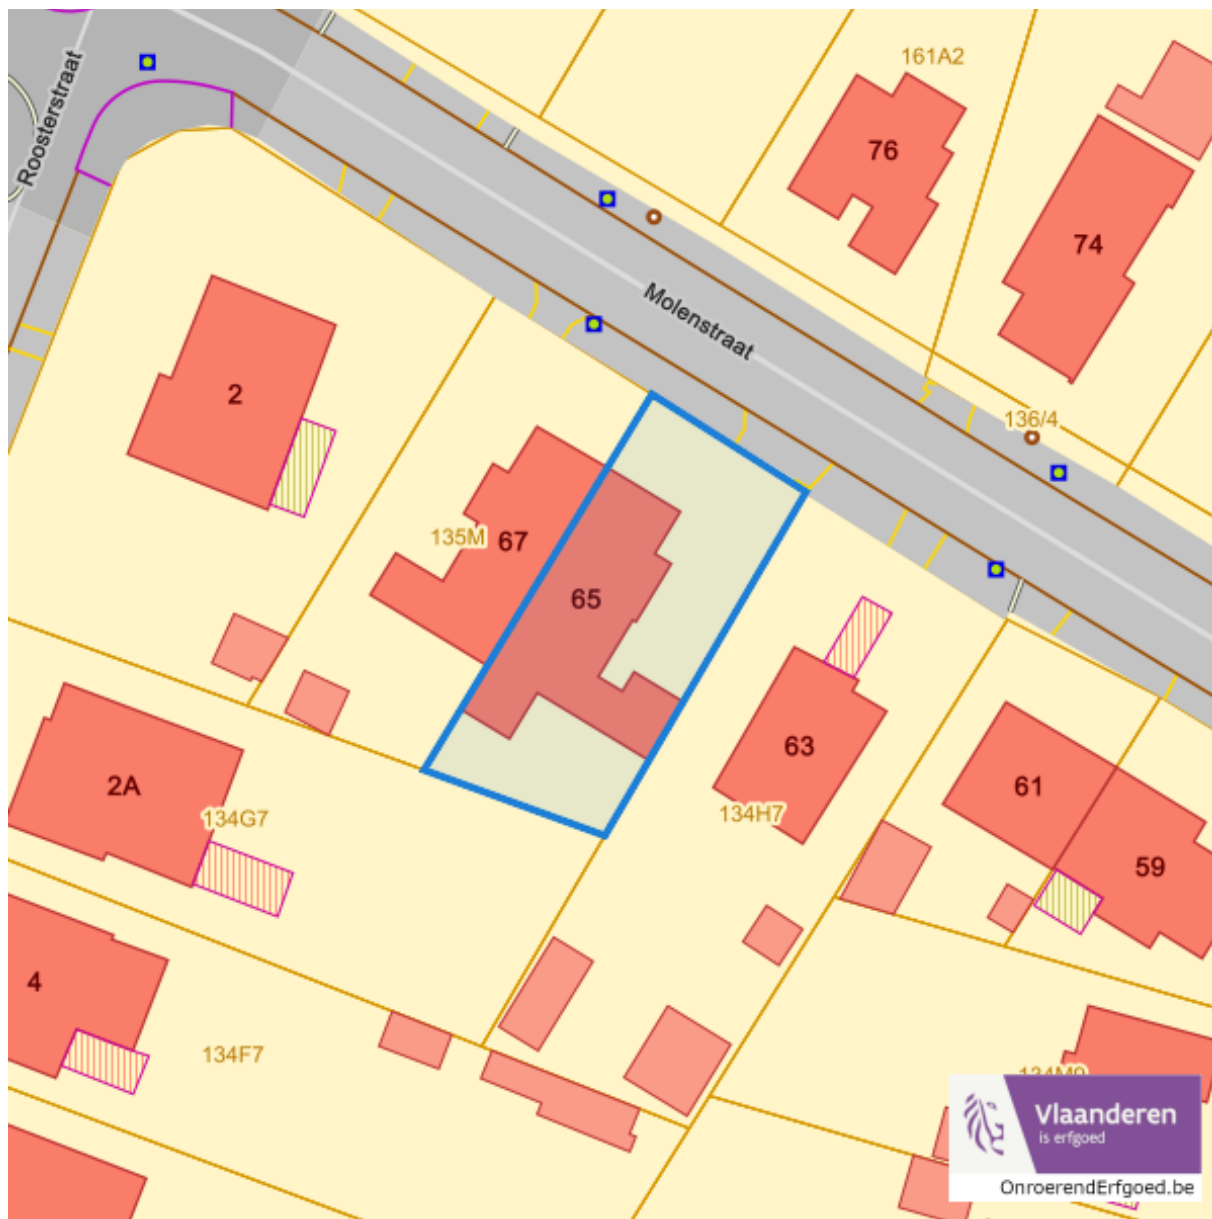 161A2
Roosterstraat
76
74
Molenstraat
2
136/4
135M
67
65
63
61
2A
134G7
134H7
59
4
134F7
134M9
Vlaanderen
is erfgoed
OnroerendErfgoed.be